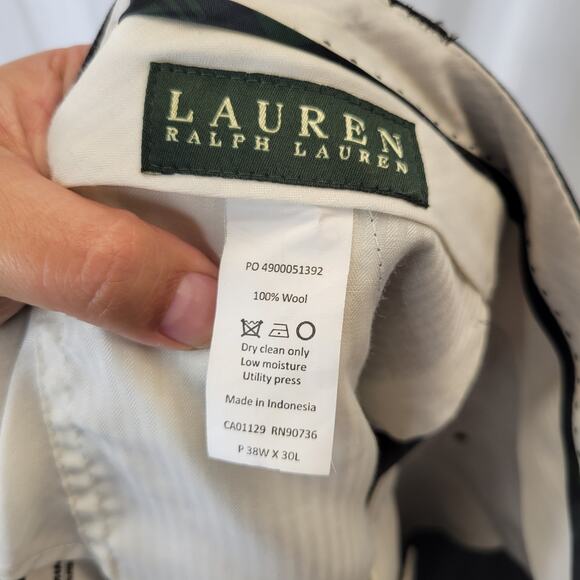 LAUREN
RALPH LAUREN
PO 4900051392
100% Wool
Dry clean only
Low moisture
Utility press
Made in Indonesia
CA01129 RN90736
P 38W X 30L